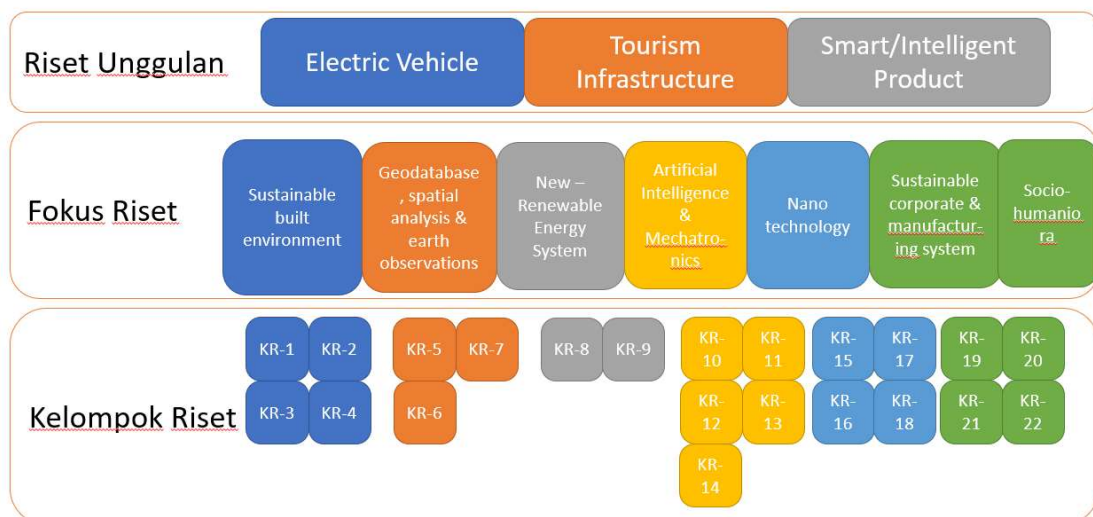 Riset Unggulan
Electric Vehicle
Tourism
Infrastructure
Smart/Intelligent
Product
Fokus Riset
Sustainable
built
environment
Geodatabase
, spatial
analysis &
earth
observations
New –
Renewable
Energy
System
Artificial
Intelligence
&
Mechatro-
nics
Nano
technology
Sustainable
corporate &
manufactur-
ing system
Socio-
humanio
ra
Kelompok Riset
KR-1
KR-2
KR-3
KR-4
KR-5
KR-7
KR-6
KR-8
KR-9
KR-
10
KR-
11
KR-
12
KR-
13
KR-
14
KR-
15
KR-
17
KR-
16
KR-
18
KR-
19
KR-
20
KR-
21
KR-
22